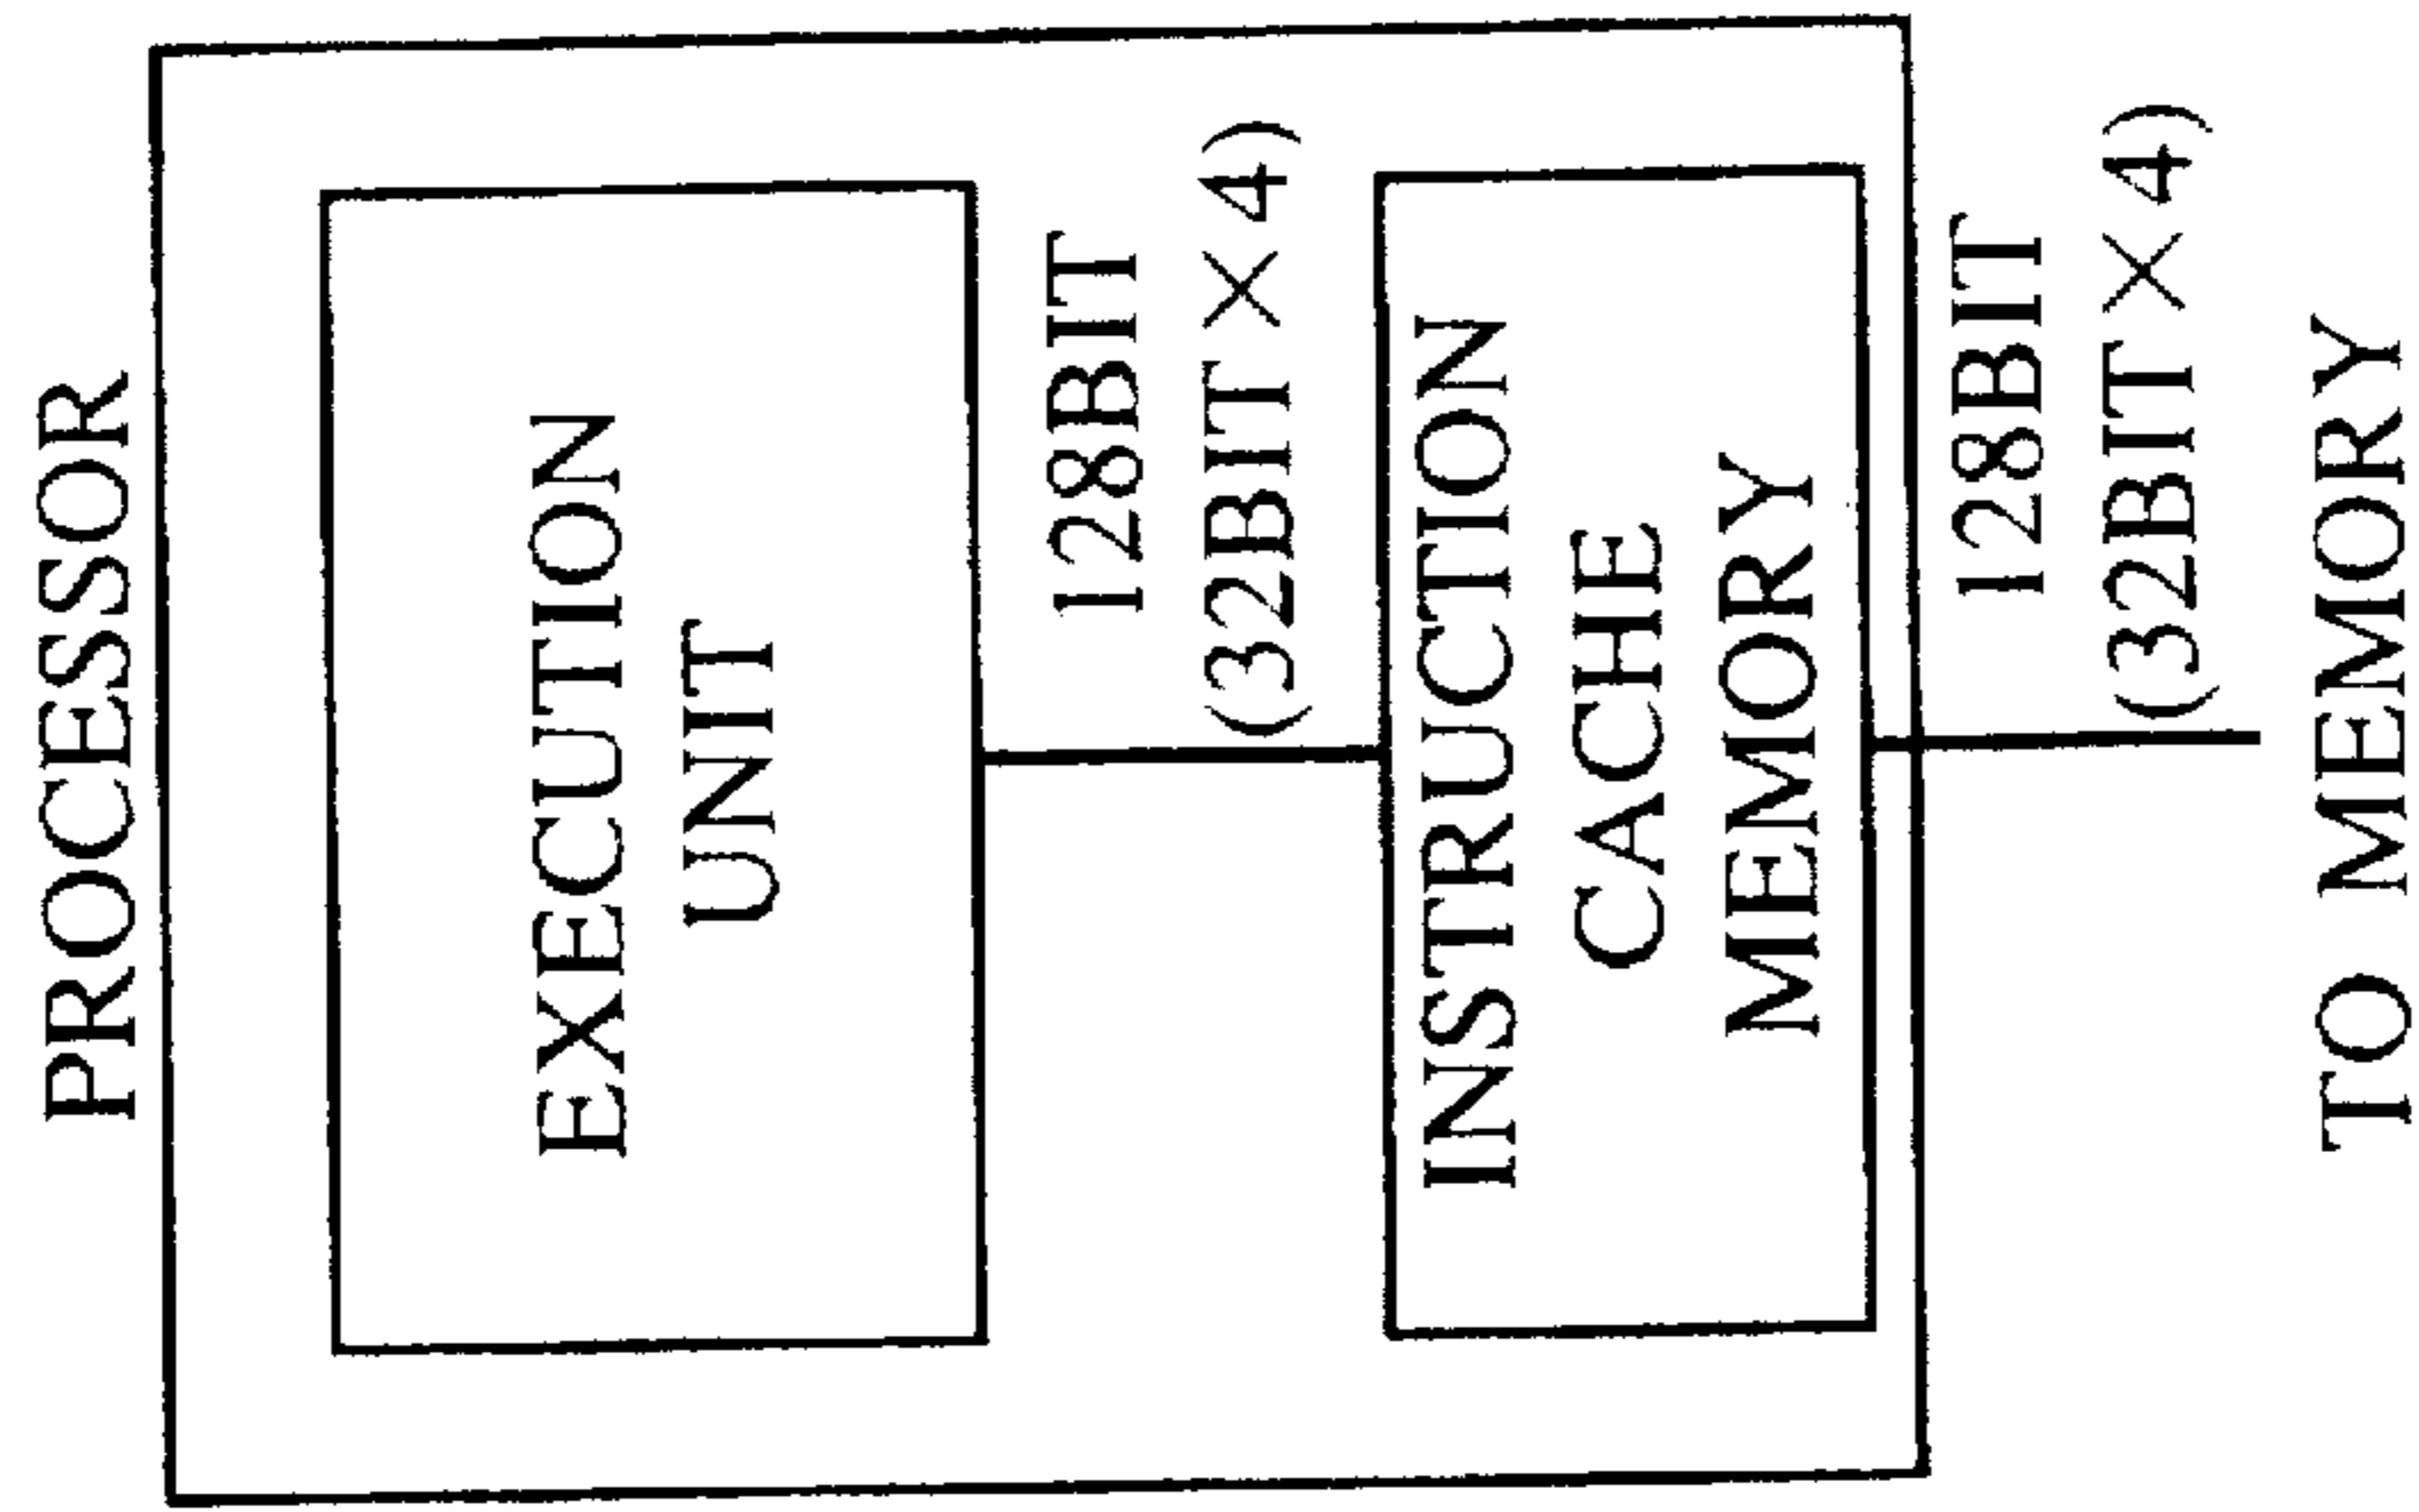 PROCESSOR
EXECUTION
UNIT
128BIT
(32BIT×4)
INSTRUCTION
CACHE
MEMORY
128BIT
(32BIT×4)
TO MEMORY